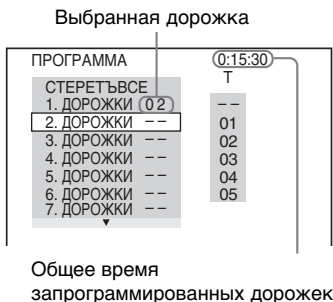 Выбранная дорожка
ПРОГРАММА 0:15:30
T
СТЕРЕТЪВСЕ
1. ДОРОЖКИ 02 – –
2. ДОРОЖКИ – – 01
3. ДОРОЖКИ – – 02
4. ДОРОЖКИ – – 03
5. ДОРОЖКИ – – 04
6. ДОРОЖКИ – – 05
7. ДОРОЖКИ – –
Общее время
запрограммированных дорожек